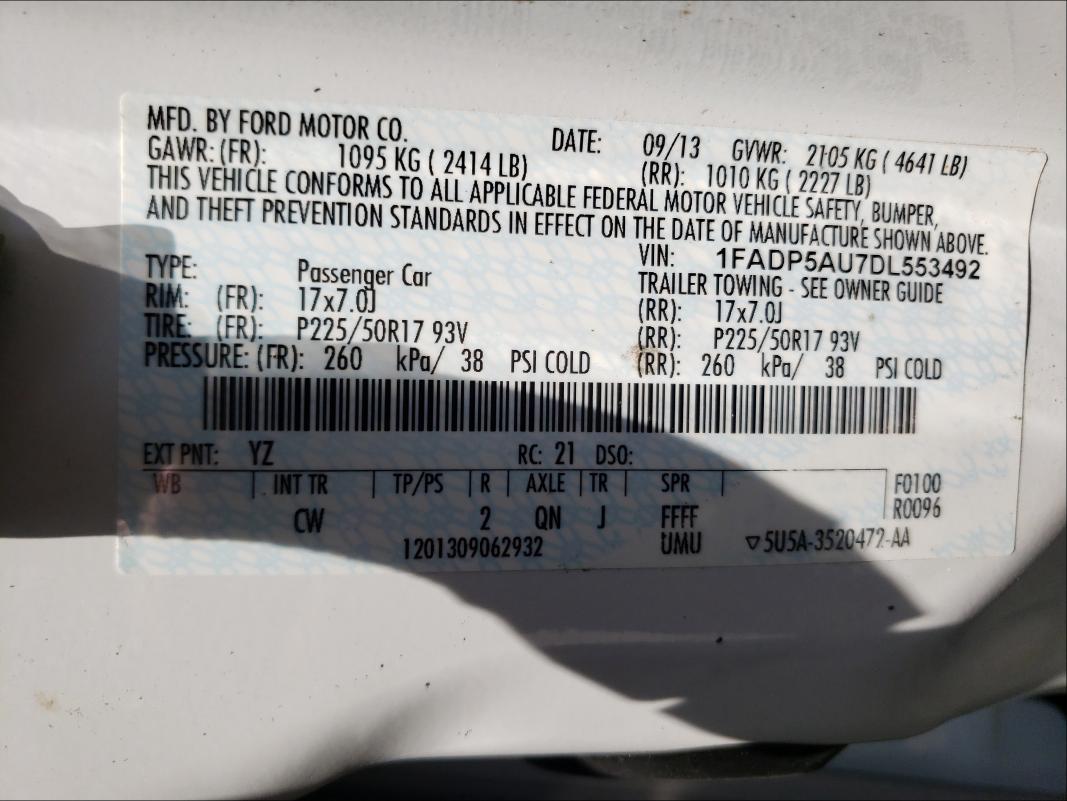 MFD. BY FORD MOTOR CO.
DATE: 09/13 GVWR: 2105 KG ( 4641 LB)
GAWR: (FR): 1095 KG ( 2414 LB) (RR): 1010 KG ( 2227 LB)
THIS VEHICLE CONFORMS TO ALL APPLICABLE FEDERAL MOTOR VEHICLE SAFETY, BUMPER,
AND THEFT PREVENTION STANDARDS IN EFFECT ON THE DATE OF MANUFACTURE SHOWN ABOVE.
VIN: 1FADP5AU7DL553492
TYPE: Passenger Car TRAILER TOWING - SEE OWNER GUIDE
RIM: (FR): 17x7.0J (RR): 17x7.0J
TIRE: (FR): P225/50R17 93V (RR): P225/50R17 93V
PRESSURE: (FR): 260 kPa/ 38 PSI COLD (RR): 260 kPa/ 38 PSI COLD
EXT PNT: YZ RC: 21 DSO:
WB INT TR TP/PS R AXLE TR SPR F0100
R0096
CW 2 QN J FFFF
1201309062932 UMU ▽5U5A-3520472-AA